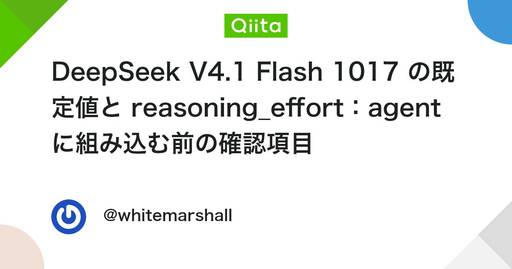 Qiita
DeepSeek V4.1 Flash 1017 の既
定値と reasoning_effort：agent
に組み込む前の確認項目
@whitemarshall